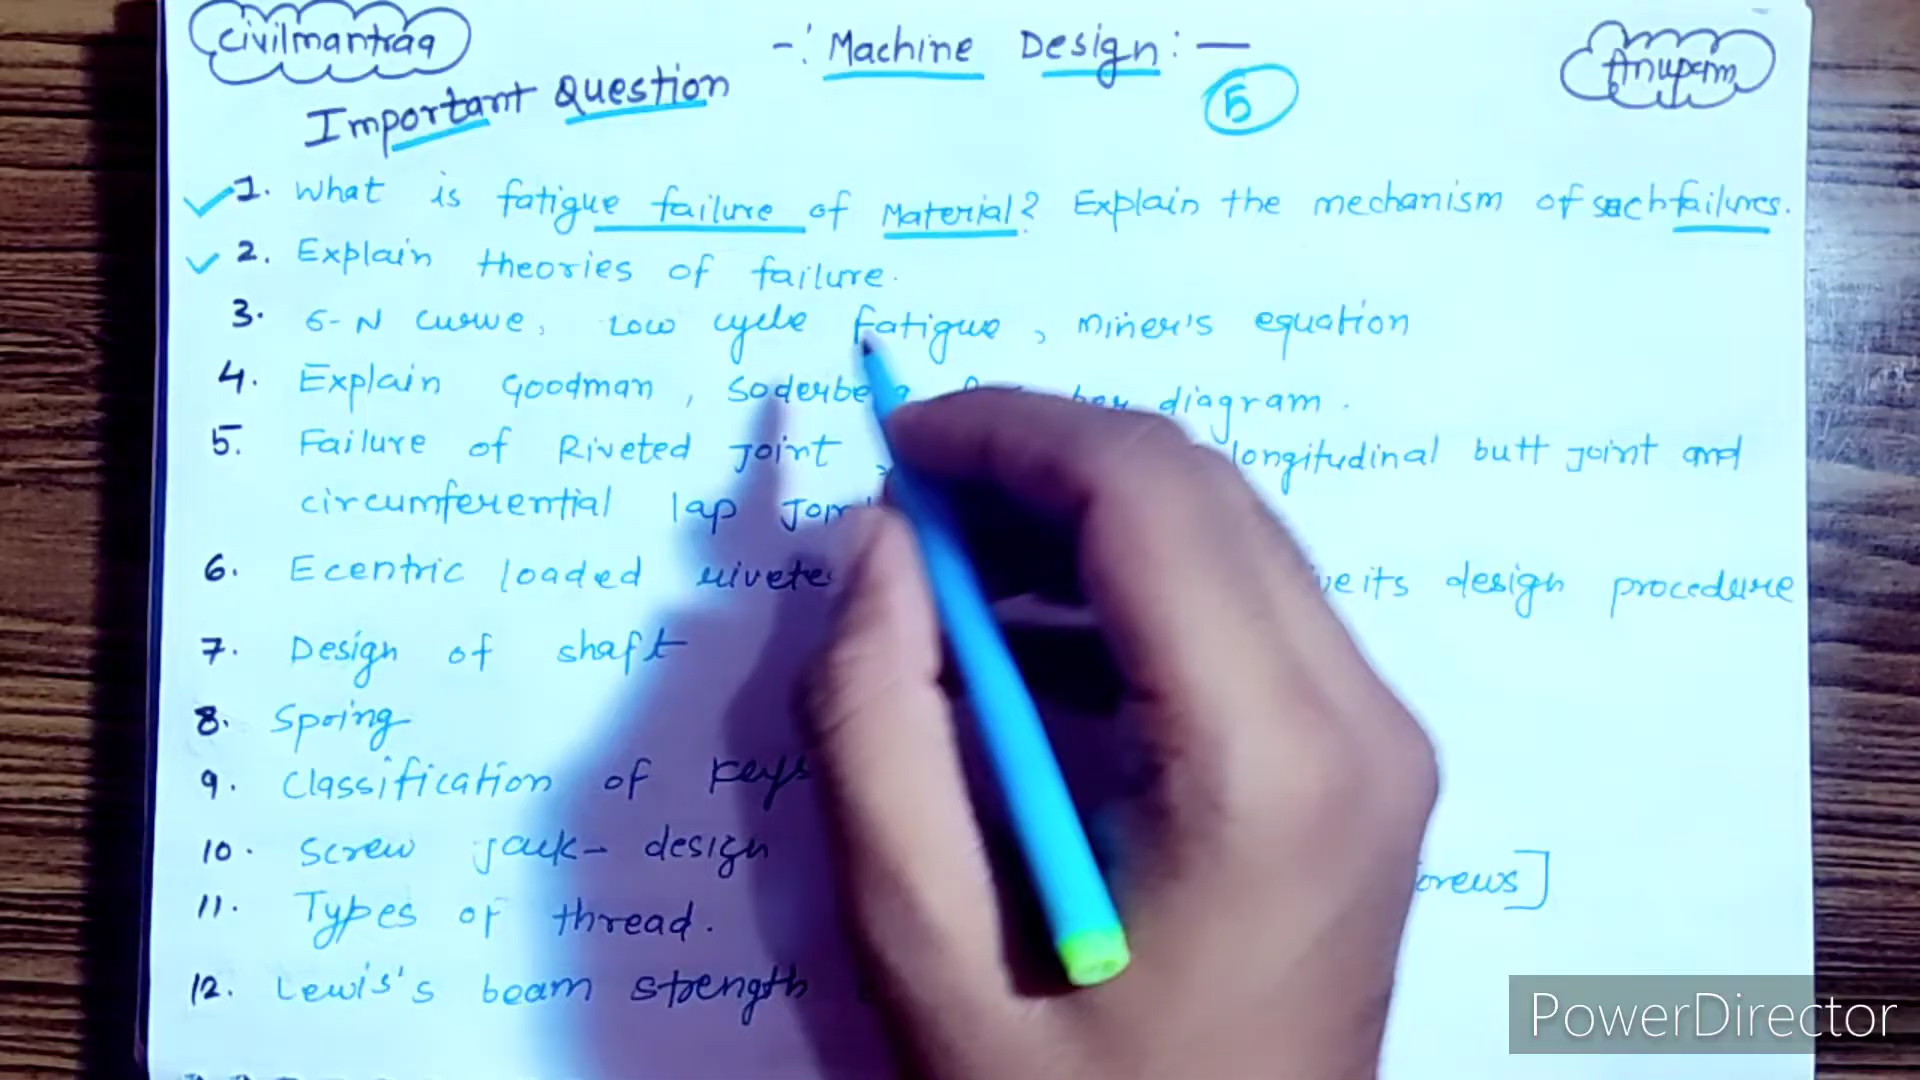 Civilmantraa
-: Machine Design: —
Anupam
Important Question
5
1. What is fatigue failure of Material? Explain the mechanism of such failures.
2. Explain theories of failure.
3. σ-N curve, Low cycle fatigue, Miner's equation
4. Explain Goodman, Soderbe diagram.
5. Failure of Riveted Joint longitudinal butt joint and
circumferential lap
6. Ecentric loaded its design procedure
7. Design of shaft
8. Spring
9. Classification of keys
10. Screw jack- design ]
11. Types of thread.
12. Lewis's beam strength
PowerDirector